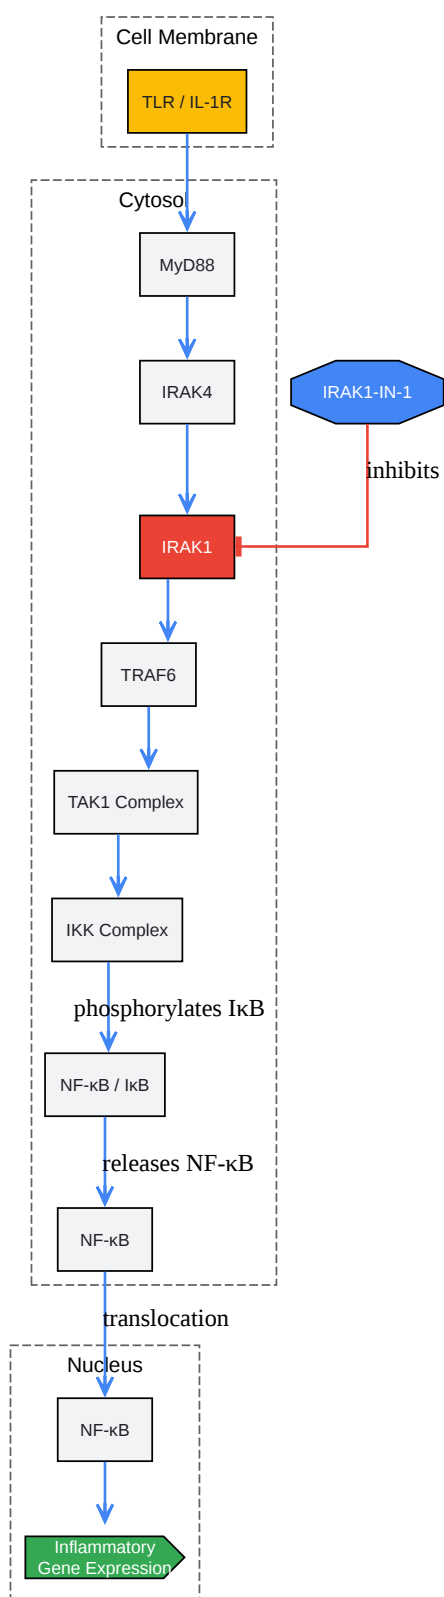 Cell Membrane
TLR / IL-1R
Cytosol
MyD88
IRAK4
IRAK1-IN-1
inhibits
IRAK1
TRAF6
TAK1 Complex
IKK Complex
phosphorylates IκB
NF-κB / IκB
releases NF-κB
NF-κB
translocation
Nucleus
NF-κB
Inflammatory
Gene Expression